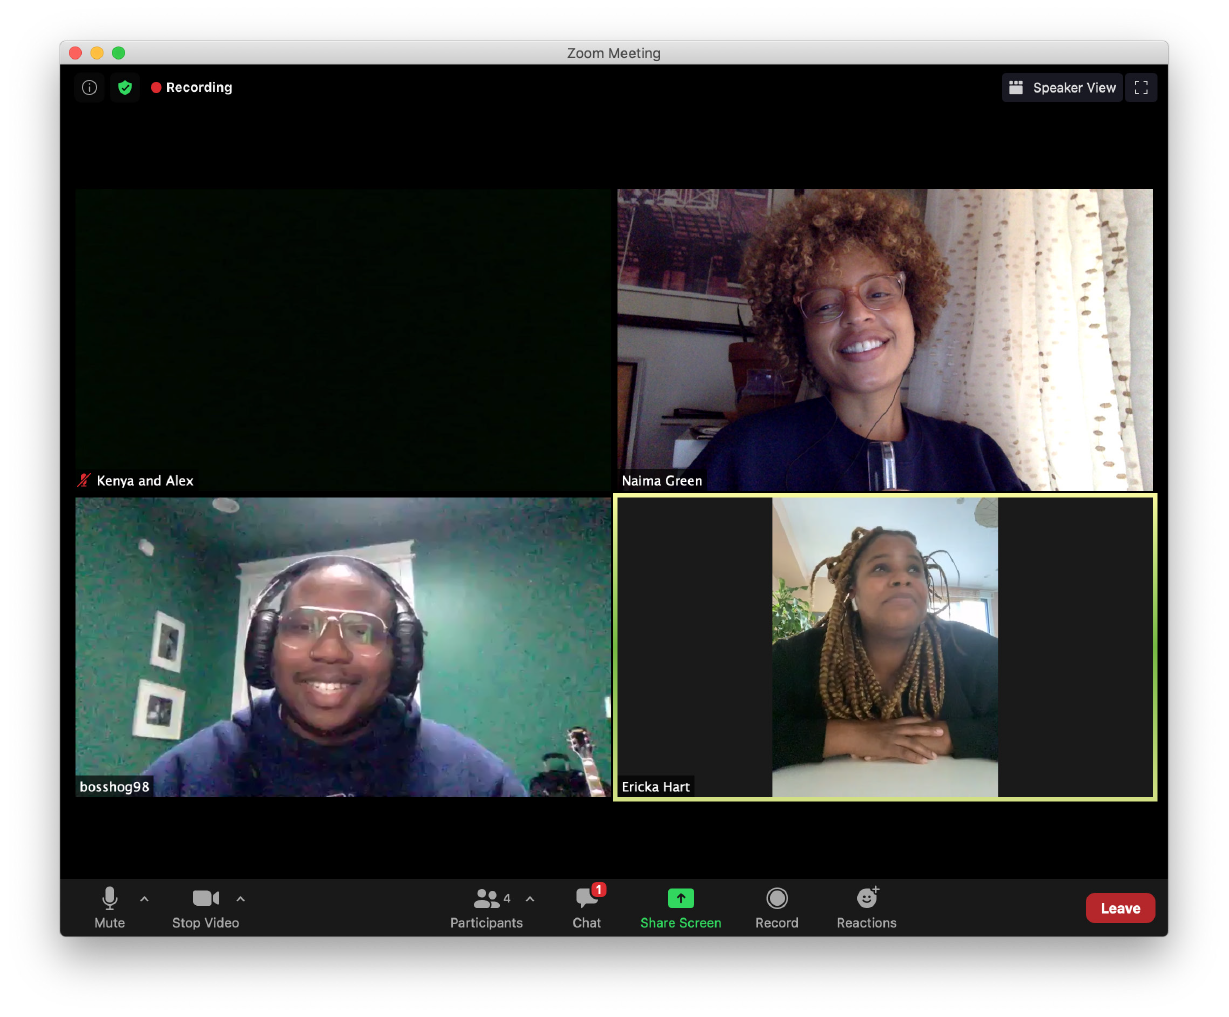 Zoom Meeting
Recording
Speaker View
Kenya and Alex
Naima Green
bosshog98
Ericka Hart
4
1
Mute
Stop Video
Participants
Chat
Share Screen
Record
Reactions
Leave